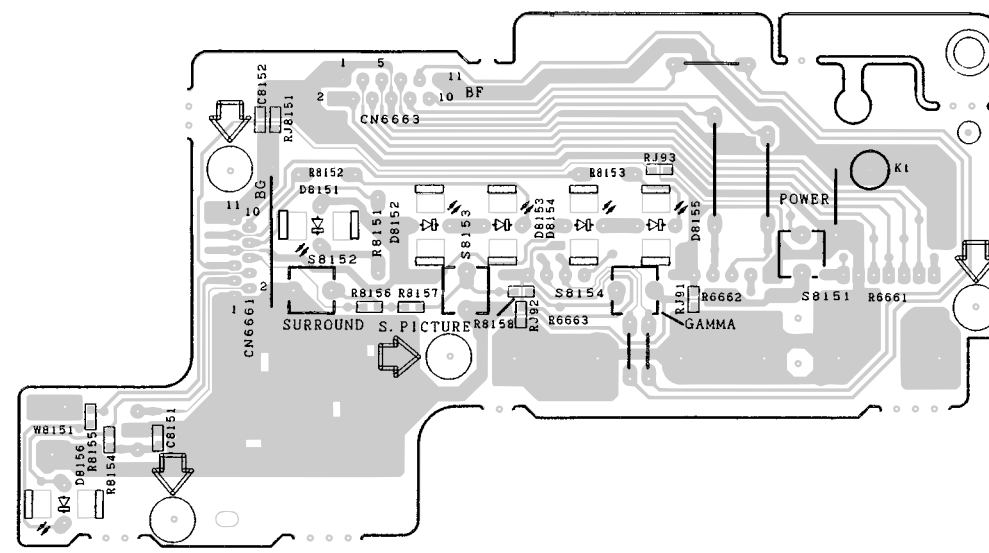 1
5
11
2
10
BF
CN6663
C8152
RJ8151
BG
R8152
D8151
R8151
D8152
S8153
D8153
D8154
R8153
RJ93
D8155
POWER
K1
11
10
S8152
2
1
CN6661
SURROUND
R8156
R8157
S. PICTURE
R8158
RJ92
R6663
S8154
GAMMA
RJ91
R6662
S8151
R6661
W8151
D8156
R8155
R8154
C8151